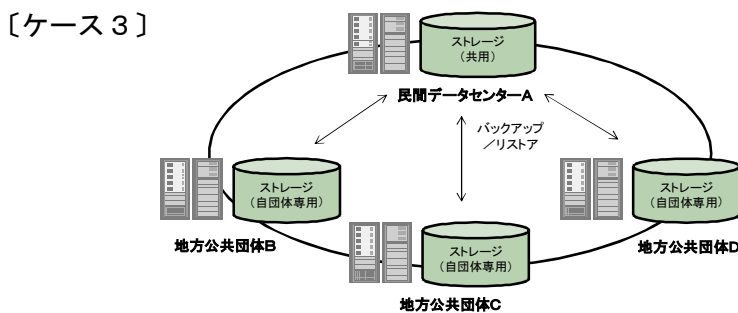 〔ケース３〕
ストレージ
（共用）
民間データセンターA
バックアップ
／リストア
ストレージ
（自団体専用）
地方公共団体B
ストレージ
（自団体専用）
地方公共団体D
ストレージ
（自団体専用）
地方公共団体C